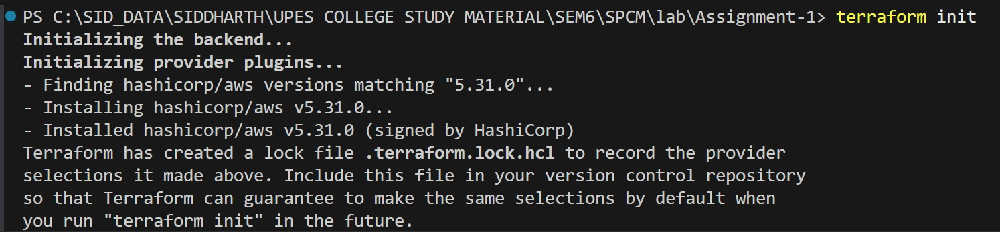 PS C:\SID_DATA\SIDDHARTH\UPES COLLEGE STUDY MATERIAL\SEM6\SPCM\lab\Assignment-1> terraform init
Initializing the backend...
Initializing provider plugins...
- Finding hashicorp/aws versions matching "5.31.0"...
- Installing hashicorp/aws v5.31.0...
- Installed hashicorp/aws v5.31.0 (signed by HashiCorp)
Terraform has created a lock file .terraform.lock.hcl to record the provider
selections it made above. Include this file in your version control repository
so that Terraform can guarantee to make the same selections by default when
you run "terraform init" in the future.